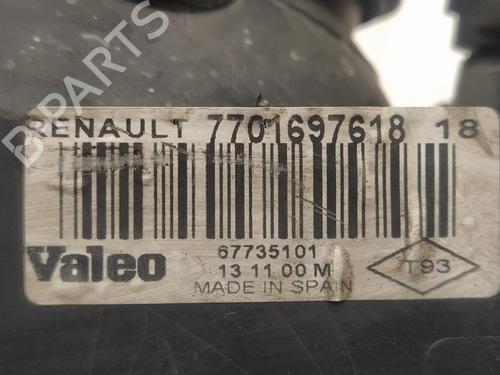 B-PARTS
RENAULT 7701697618 18
67735101
Valeo
13 11 00 M
T93
MADE IN SPAIN